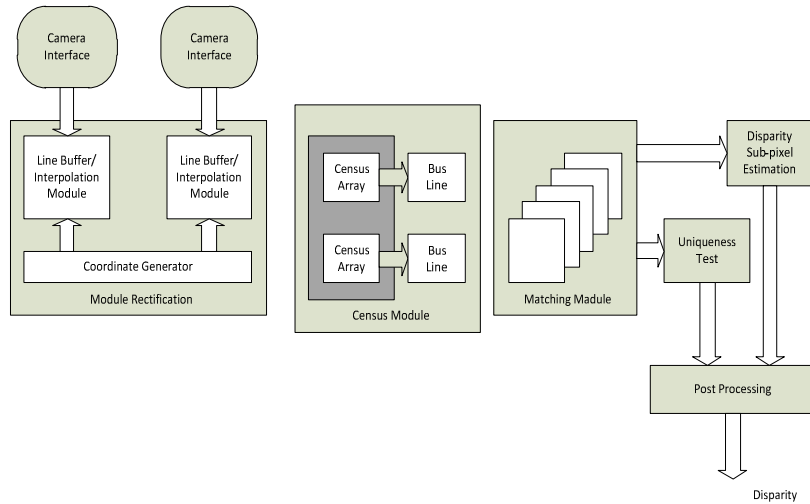 Camera
Interface
Camera
Interface
Line Buffer/
Interpolation
Module
Line Buffer/
Interpolation
Module
Coordinate Generator
Module Rectification
Census
Array
Bus
Line
Census
Array
Bus
Line
Census Module
Matching Madule
Disparity
Sub-pixel
Estimation
Uniqueness
Test
Post Processing
Disparity